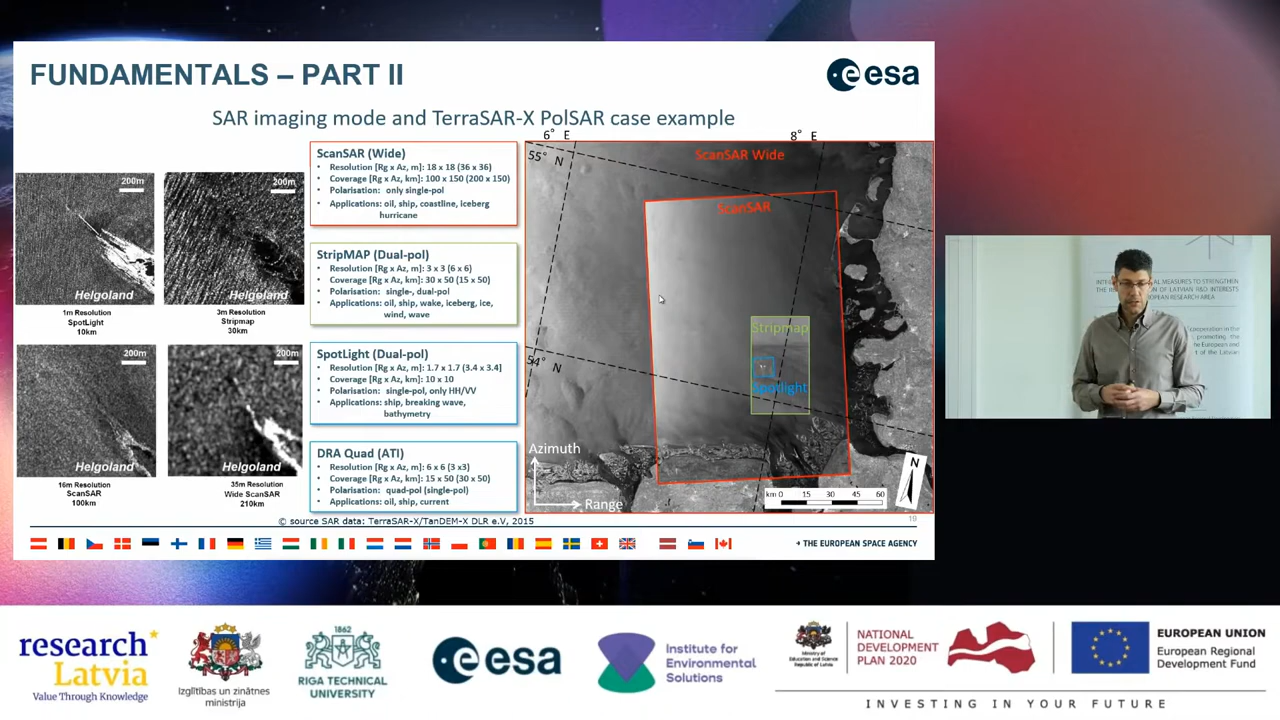 FUNDAMENTALS – PART II
esa
SAR imaging mode and TerraSAR-X PolSAR case example
200m
Helgoland
1m Resolution
SpotLight
10km
200m
Helgoland
3m Resolution
Stripmap
30km
200m
Helgoland
16m Resolution
ScanSAR
100km
200m
Helgoland
35m Resolution
Wide ScanSAR
210km
ScanSAR (Wide)
• Resolution [Rg x Az, m]: 18 x 18 (36 x 36)
• Coverage [Rg x Az, km]: 100 x 150 (200 x 150)
• Polarisation: only single-pol
• Applications: oil, ship, coastline, iceberg
hurricane
StripMAP (Dual-pol)
• Resolution [Rg x Az, m]: 3 x 3 (6 x 6)
• Coverage [Rg x Az, km]: 30 x 50 (15 x 50)
• Polarisation: single-, dual-pol
• Applications: oil, ship, wake, iceberg, ice,
wind, wave
SpotLight (Dual-pol)
• Resolution [Rg x Az, m]: 1.7 x 1.7 (3.4 x 3.4]
• Coverage [Rg x Az, km]: 10 x 10
• Polarisation: single-pol, only HH/VV
• Applications: ship, breaking wave,
bathymetry
DRA Quad (ATI)
• Resolution [Rg x Az, m]: 6 x 6 (3 x3)
• Coverage [Rg x Az, km]: 15 x 50 (30 x 50)
• Polarisation: quad-pol (single-pol)
• Applications: oil, ship, current
6° E
8° E
55° N
54° N
ScanSAR Wide
ScanSAR
Stripmap
Spotlight
Azimuth
Range
N
km 0 15 30 45 60
© source SAR data: TerraSAR-X/TanDEM-X DLR e.V, 2015
19
→ THE EUROPEAN SPACE AGENCY
research
Latvia
Value Through Knowledge
Izglītības un zinātnes
ministrija
1862
RIGA TECHNICAL
UNIVERSITY
esa
Institute for
Environmental
Solutions
Ministry of
Education and Science
Republic of Latvia
NATIONAL
DEVELOPMENT
PLAN 2020
EUROPEAN UNION
European Regional
Development Fund
INVESTING IN YOUR FUTURE